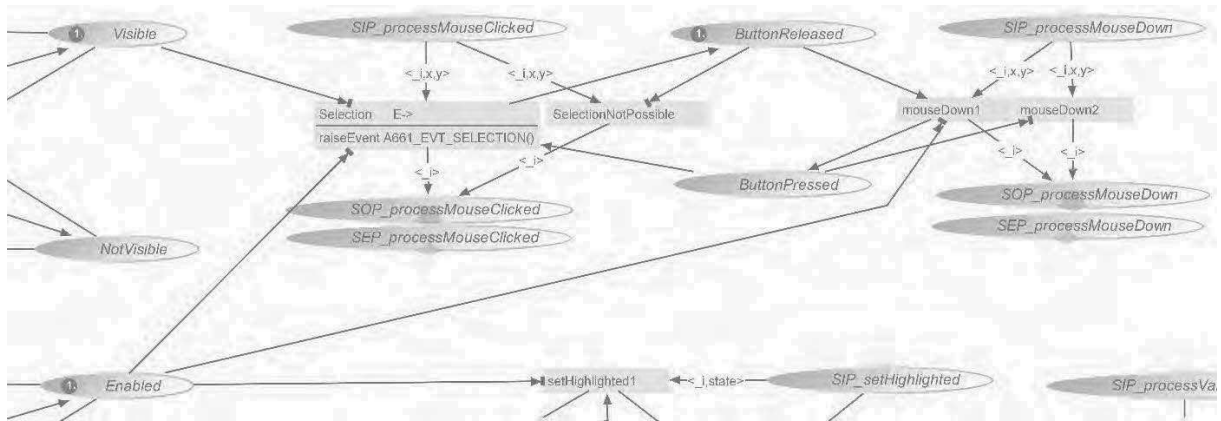 1. Visible
SIP_processMouseClicked
1. ButtonReleased
SIP_processMouseDown
<_i,x,y>
<_i,x,y>
<_i,x,y>
<_i,x,y>
Selection E->
SelectionNotPossible
mouseDown1
mouseDown2
raiseEvent A661_EVT_SELECTION()
<_i>
<_i>
<_i>
<_i>
ButtonPressed
SOP_processMouseClicked
SOP_processMouseDown
SEP_processMouseClicked
SEP_processMouseDown
NotVisible
1. Enabled
setHighlighted1
<_i,state>
SIP_setHighlighted
SIP_processVa